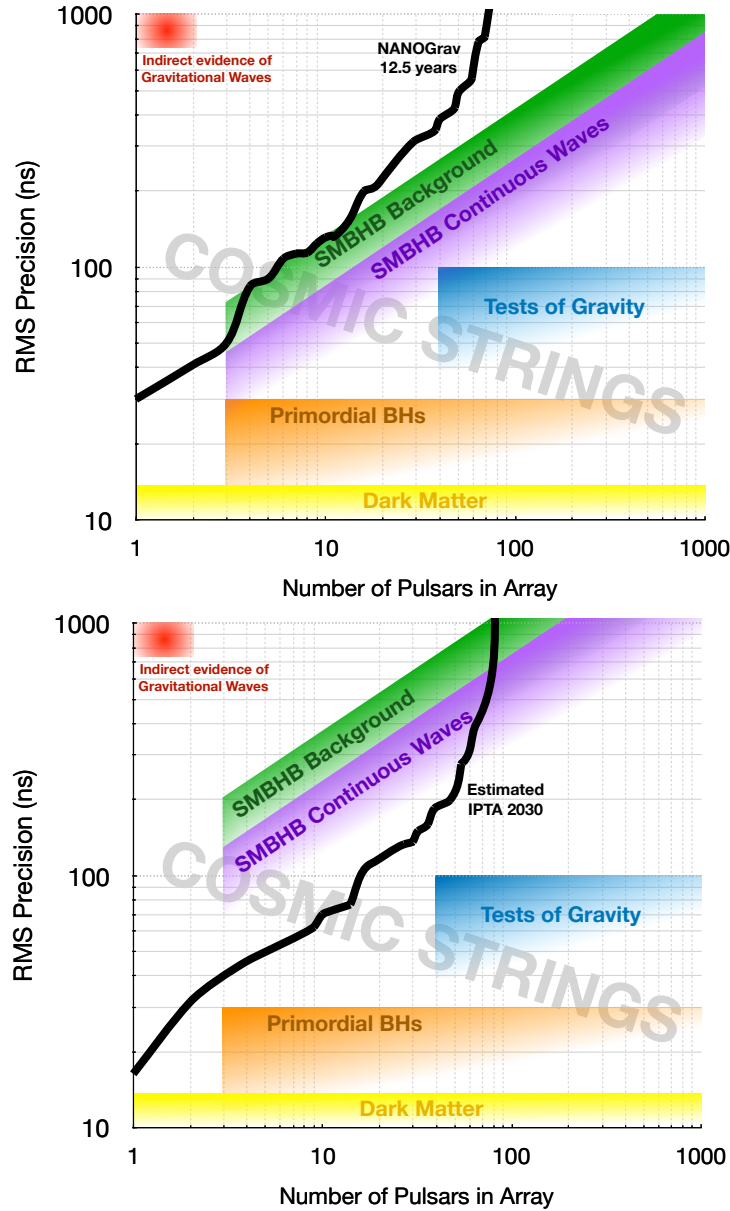 1000
NANOGrav
12.5 years
Indirect evidence of
Gravitational Waves
SMBHB Background
SMBHB Continuous Waves
RMS Precision (ns)
100
COSMIC STRINGS
Tests of Gravity
Primordial BHs
Dark Matter
10
1
10
100
1000
Number of Pulsars in Array
1000
Indirect evidence of
Gravitational Waves
SMBHB Background
SMBHB Continuous Waves
Estimated
IPTA 2030
RMS Precision (ns)
100
COSMIC STRINGS
Tests of Gravity
Primordial BHs
Dark Matter
10
1
10
100
1000
Number of Pulsars in Array